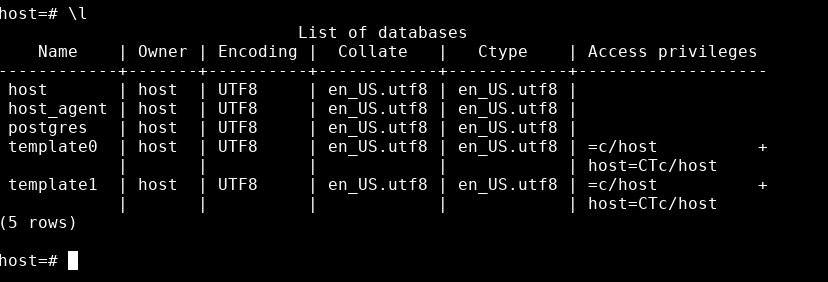 host=# \l
                              List of databases
    Name    | Owner | Encoding |  Collate   |   Ctype    | Access privileges
------------+-------+----------+------------+------------+-------------------
 host       | host  | UTF8     | en_US.utf8 | en_US.utf8 |
 host_agent | host  | UTF8     | en_US.utf8 | en_US.utf8 |
 postgres   | host  | UTF8     | en_US.utf8 | en_US.utf8 |
 template0  | host  | UTF8     | en_US.utf8 | en_US.utf8 | =c/host          +
            |       |          |            |            | host=CTc/host
 template1  | host  | UTF8     | en_US.utf8 | en_US.utf8 | =c/host          +
            |       |          |            |            | host=CTc/host
(5 rows)
host=#